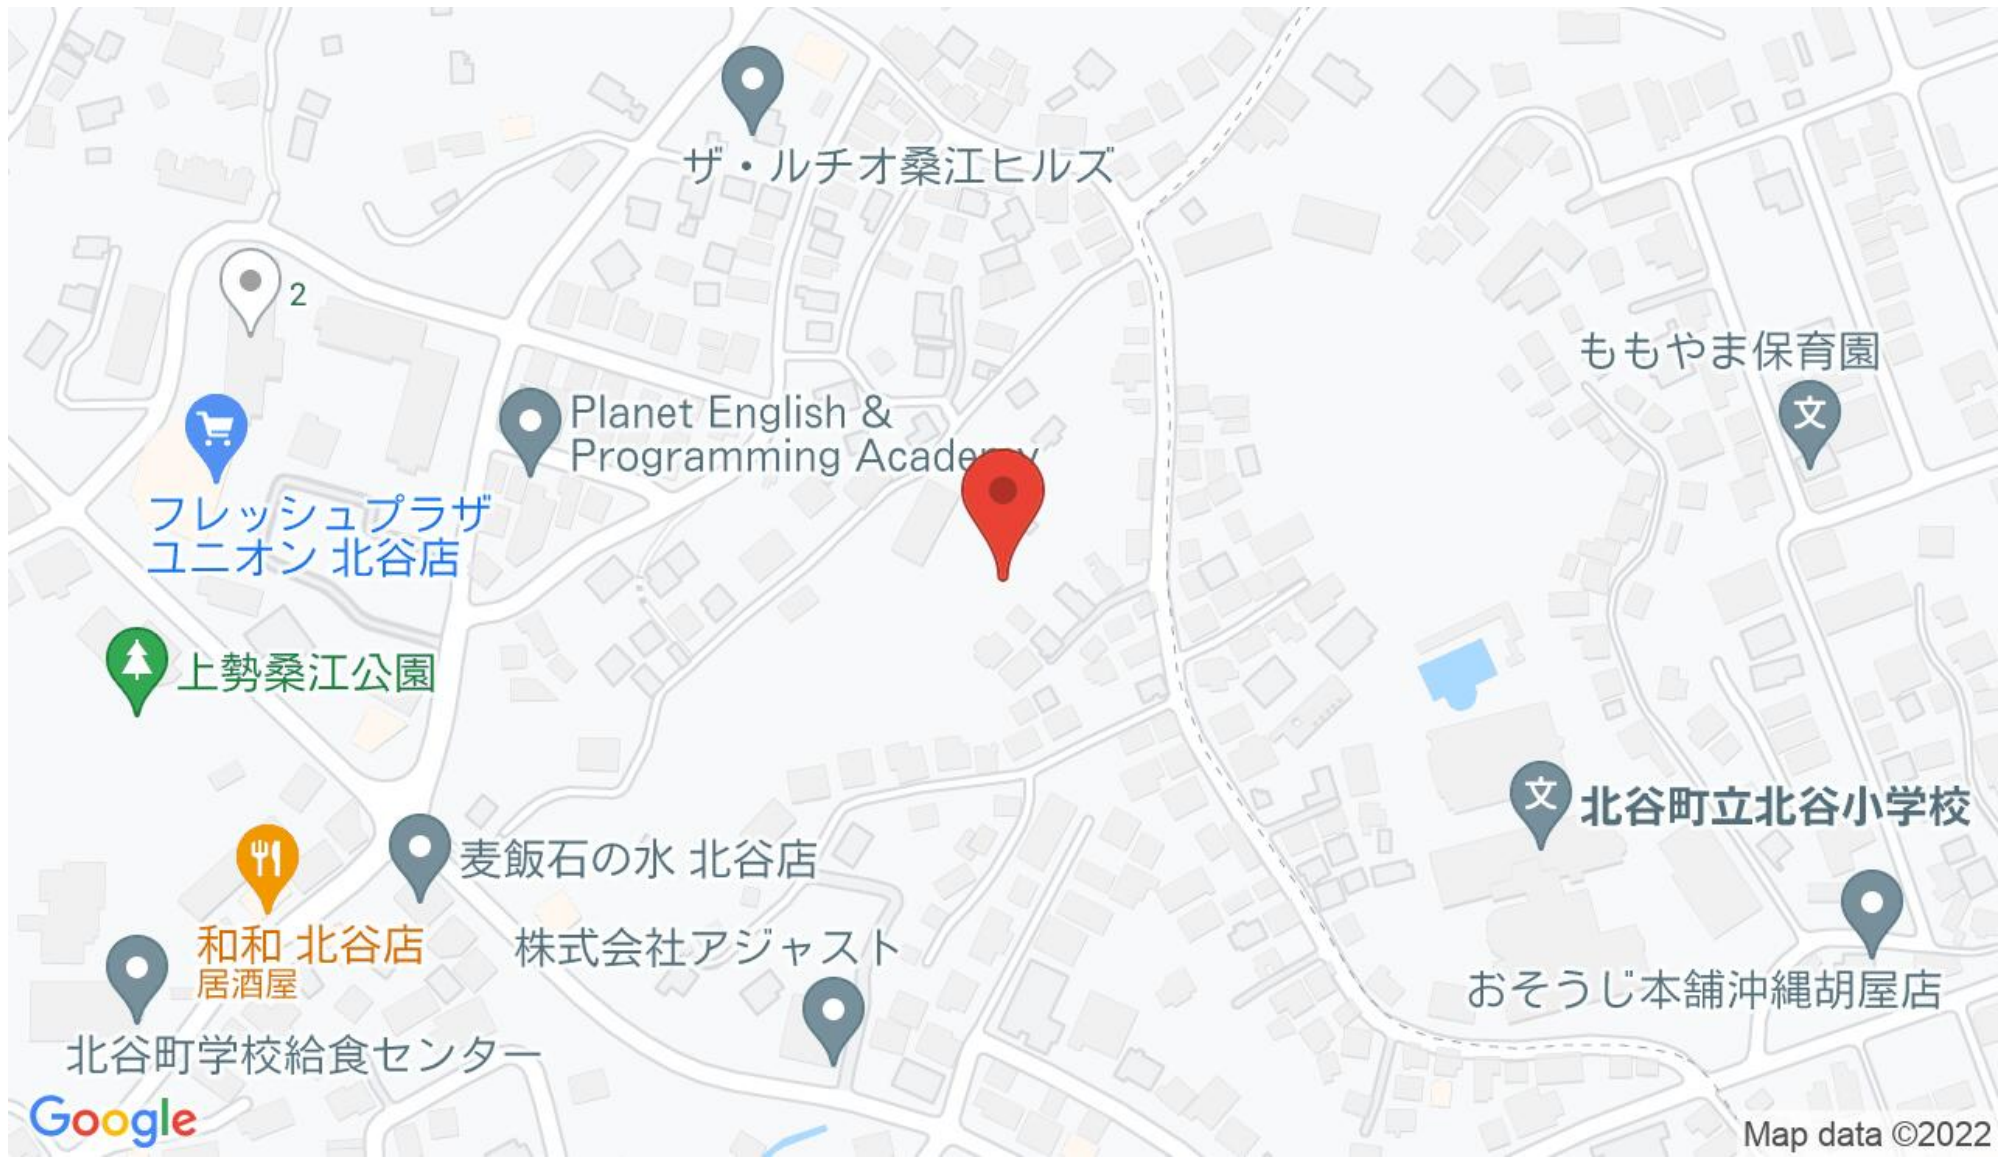 ザ・ルチオ桑江ヒルズ
2
ももやま保育園
文
Planet English &
Programming Academy
フレッシュプラザ
ユニオン 北谷店
上勢桑江公園
文
北谷町立北谷小学校
麦飯石の水 北谷店
和和 北谷店
居酒屋
株式会社アジャスト
おそうじ本舗沖縄胡屋店
北谷町学校給食センター
Google
Map data ©2022